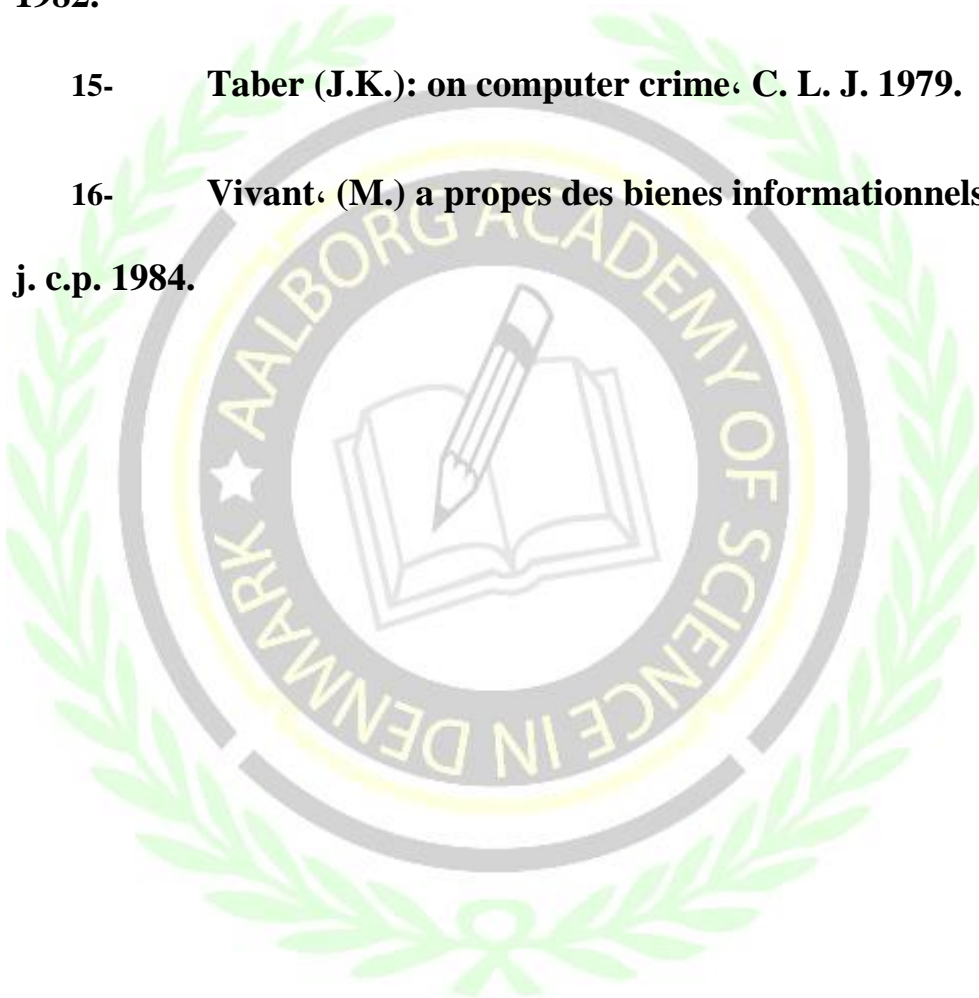 1982.
15- Taber (J.K.): on computer crime، C. L. J. 1979.
16- Vivant، (M.) a propes des bienes informationnels
j. c.p. 1984.
AALBORG ACADEMY OF SCIENCE IN DENMARK